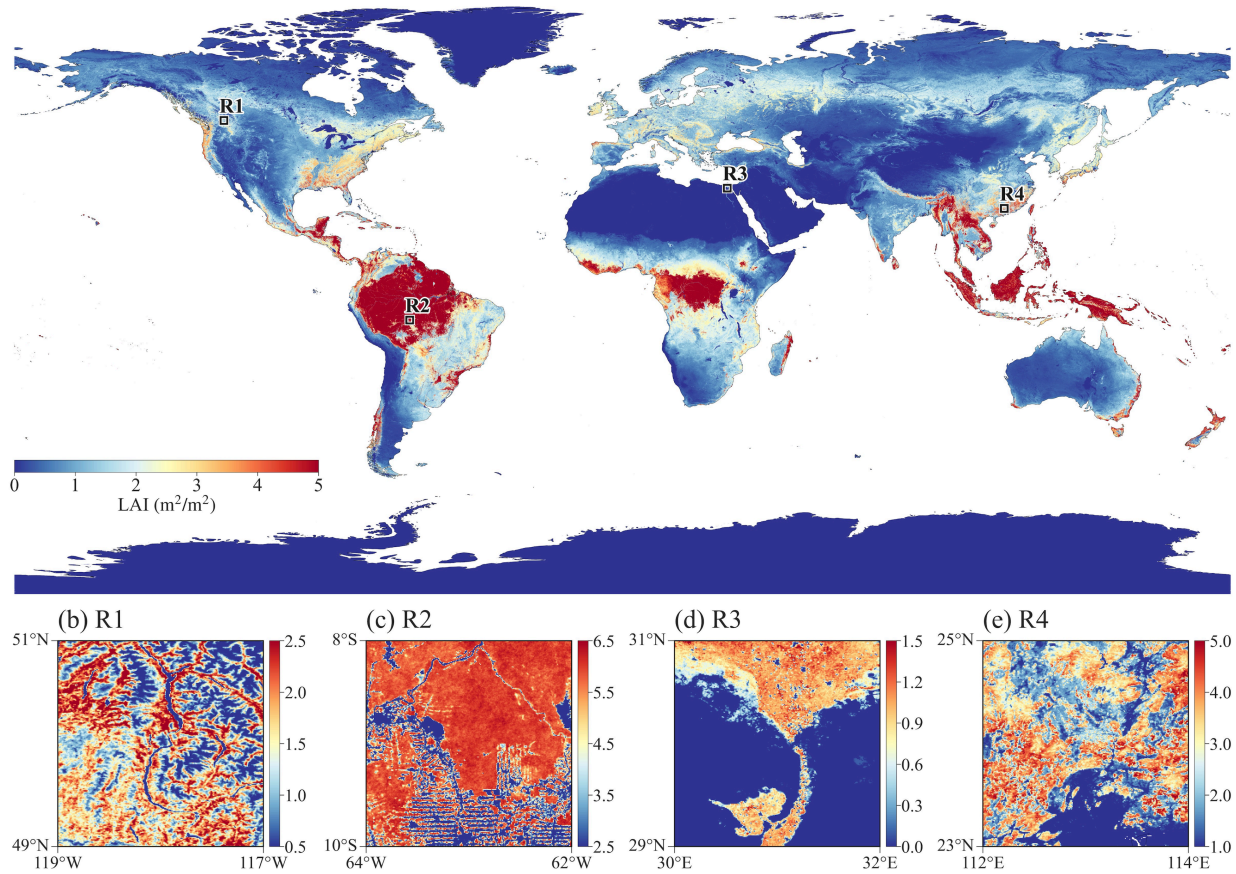 R1
R3
R4
R2
0 1 2 3 4 5
LAI (m²/m²)
(b) R1
(c) R2
(d) R3
(e) R4
51°N
49°N
119°W
117°W
2.5
2.0
1.5
1.0
0.5
8°S
10°S
64°W
62°W
6.5
5.5
4.5
3.5
2.5
31°N
29°N
30°E
32°E
1.5
1.2
0.9
0.6
0.3
0.0
25°N
23°N
112°E
114°E
5.0
4.0
3.0
2.0
1.0